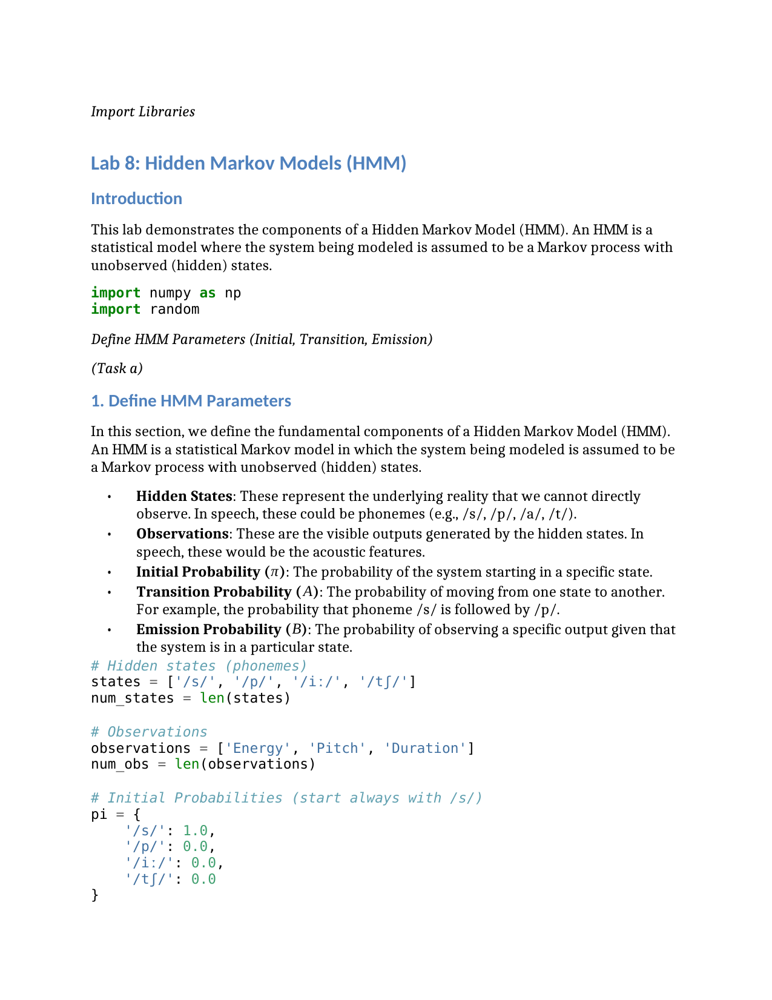 Import Libraries
Lab 8: Hidden Markov Models (HMM)
Introduction
This lab demonstrates the components of a Hidden Markov Model (HMM). An HMM is a
statistical model where the system being modeled is assumed to be a Markov process with
unobserved (hidden) states.
import numpy as np
import random
Define HMM Parameters (Initial, Transition, Emission)
(Task a)
1. Define HMM Parameters
In this section, we define the fundamental components of a Hidden Markov Model (HMM).
An HMM is a statistical Markov model in which the system being modeled is assumed to be
a Markov process with unobserved (hidden) states.
• Hidden States: These represent the underlying reality that we cannot directly
observe. In speech, these could be phonemes (e.g., /s/, /p/, /a/, /t/).
• Observations: These are the visible outputs generated by the hidden states. In
speech, these would be the acoustic features.
• Initial Probability (π): The probability of the system starting in a specific state.
• Transition Probability (A): The probability of moving from one state to another.
For example, the probability that phoneme /s/ is followed by /p/.
• Emission Probability (B): The probability of observing a specific output given that
the system is in a particular state.
# Hidden states (phonemes)
states = ['/s/', '/p/', '/iː/', '/tʃ/']
num_states = len(states)
# Observations
observations = ['Energy', 'Pitch', 'Duration']
num_obs = len(observations)
# Initial Probabilities (start always with /s/)
pi = {
    '/s/': 1.0,
    '/p/': 0.0,
    '/iː/': 0.0,
    '/tʃ/': 0.0
}